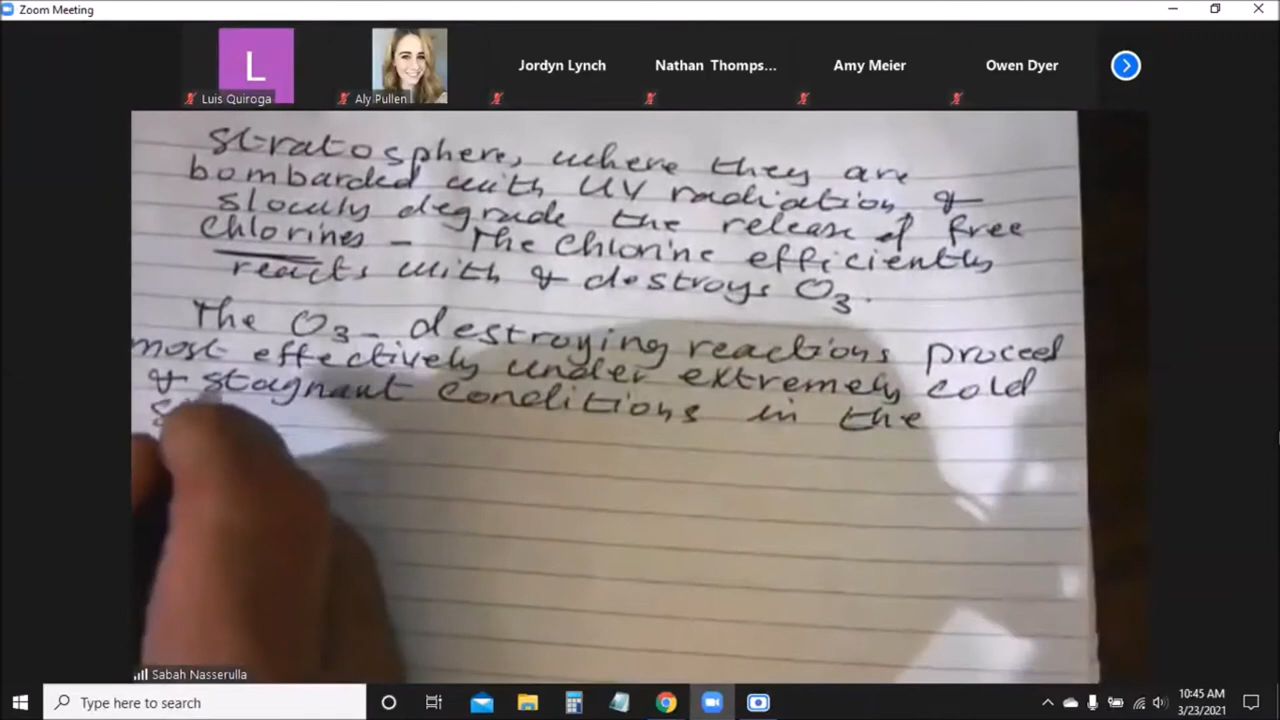 Zoom Meeting
L
Luis Quiroga
Aly Pullen
Jordyn Lynch
Nathan Thomps...
Amy Meier
Owen Dyer
stratosphere, where they are
bombarded with UV radiation &
slowly degrade the release of free
Chlorines - The Chlorine efficiently
reacts with & destroys O3.
The O3 - destroying reactions proceed
most effectively under extremely cold
& stagnant conditions in the
Sabah Nasserulla
Type here to search
10:45 AM
3/23/2021